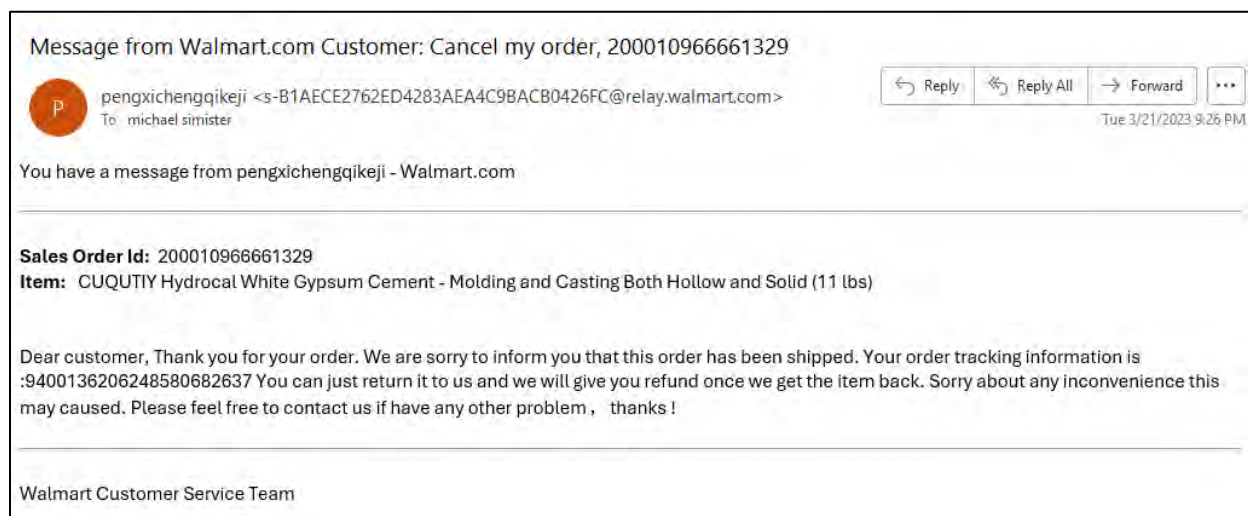 Message from Walmart.com Customer: Cancel my order, 200010966661329
P
pengxichengqikeji <s-B1AECE2762ED4283AEA4C9BACB0426FC@relay.walmart.com>
To michael simister
Reply
Reply All
Forward
...
Tue 3/21/2023 9:26 PM
You have a message from pengxichengqikeji - Walmart.com
Sales Order Id: 200010966661329
Item: CUQUTIY Hydrocal White Gypsum Cement - Molding and Casting Both Hollow and Solid (11 lbs)
Dear customer, Thank you for your order. We are sorry to inform you that this order has been shipped. Your order tracking information is
:9400136206248580682637 You can just return it to us and we will give you refund once we get the item back. Sorry about any inconvenience this
may caused. Please feel free to contact us if have any other problem， thanks !
Walmart Customer Service Team